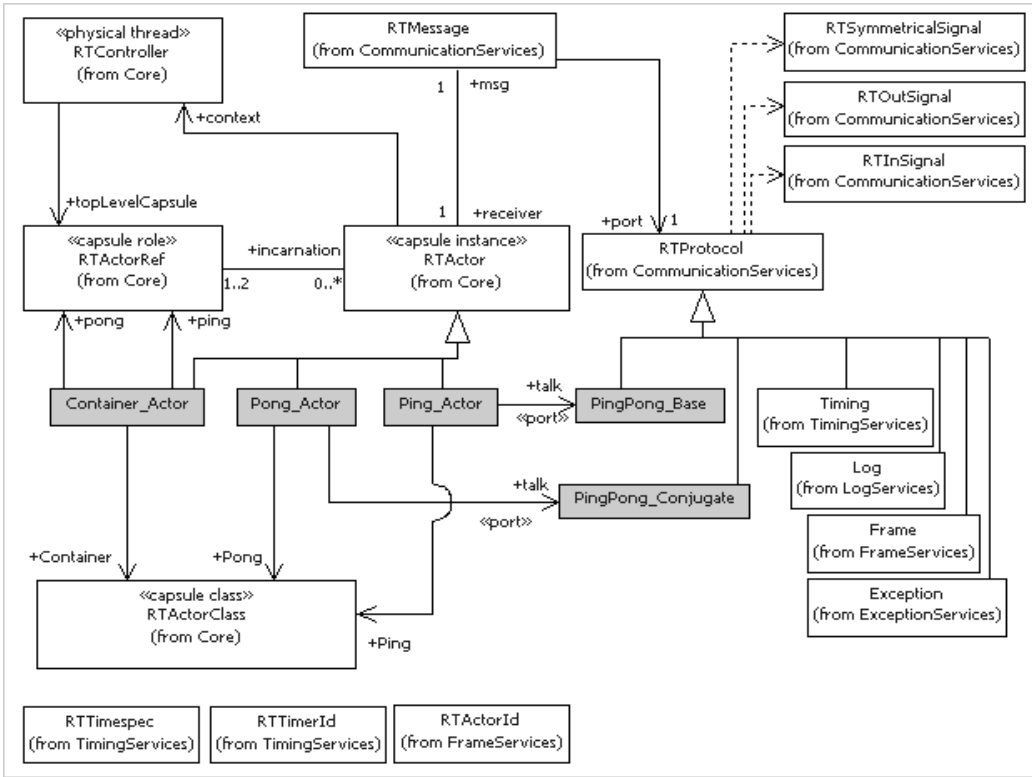 «physical thread»
RTController
(from Core)
RTMessage
(from CommunicationServices)
RTSymmetricalSignal
(from CommunicationServices)
RTOutSignal
(from CommunicationServices)
RTInSignal
(from CommunicationServices)
1
+msg
+context
+topLevelCapsule
1
+receiver
+port
1
«capsule role»
RTActorRef
(from Core)
+incarnation
1..2
0..*
«capsule instance»
RTActor
(from Core)
RTProtocol
(from CommunicationServices)
+pong
+ping
Container_Actor
Pong_Actor
Ping_Actor
+talk
«port»
PingPong_Base
Timing
(from TimingServices)
Log
(from LogServices)
+talk
«port»
PingPong_Conjugate
Frame
(from FrameServices)
Exception
(from ExceptionServices)
+Container
+Pong
«capsule class»
RTActorClass
(from Core)
+Ping
RTTimespec
(from TimingServices)
RTTimerId
(from TimingServices)
RTActorId
(from FrameServices)